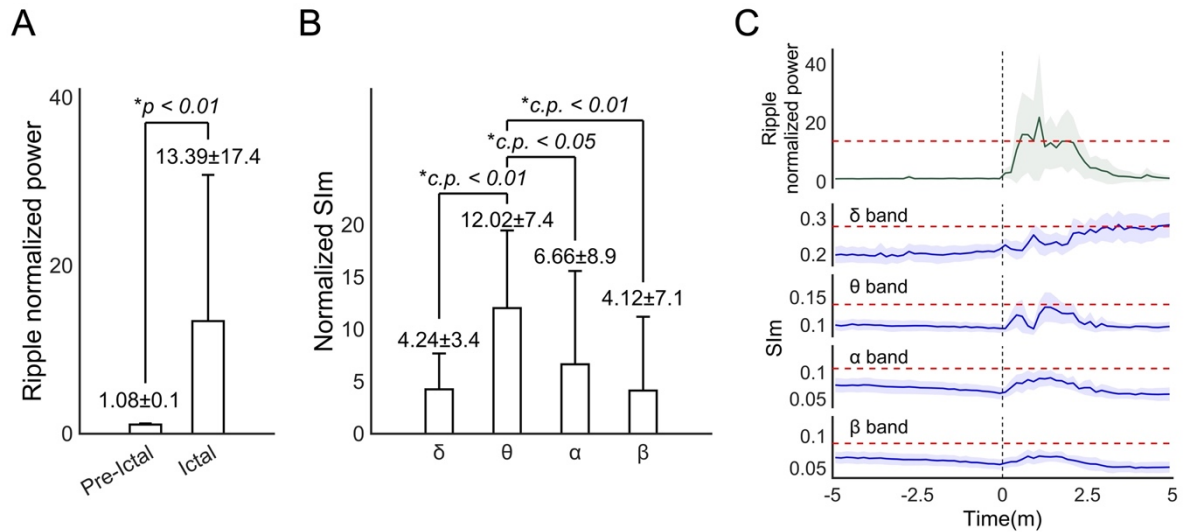 A
Ripple normalized power
40
20
0
*p < 0.01
13.39±17.4
1.08±0.1
Pre-Ictal
Ictal
B
Normalized SIm
20
15
10
5
0
*c.p. < 0.01
*c.p. < 0.05
*c.p. < 0.01
12.02±7.4
6.66±8.9
4.12±7.1
4.24±3.4
δ
θ
α
β
C
Ripple
normalized power
40
20
0
SIm
δ band
0.3
0.2
θ band
0.15
0.1
α band
0.1
0.05
β band
0.1
0.05
-5
-2.5
0
2.5
5
Time(m)